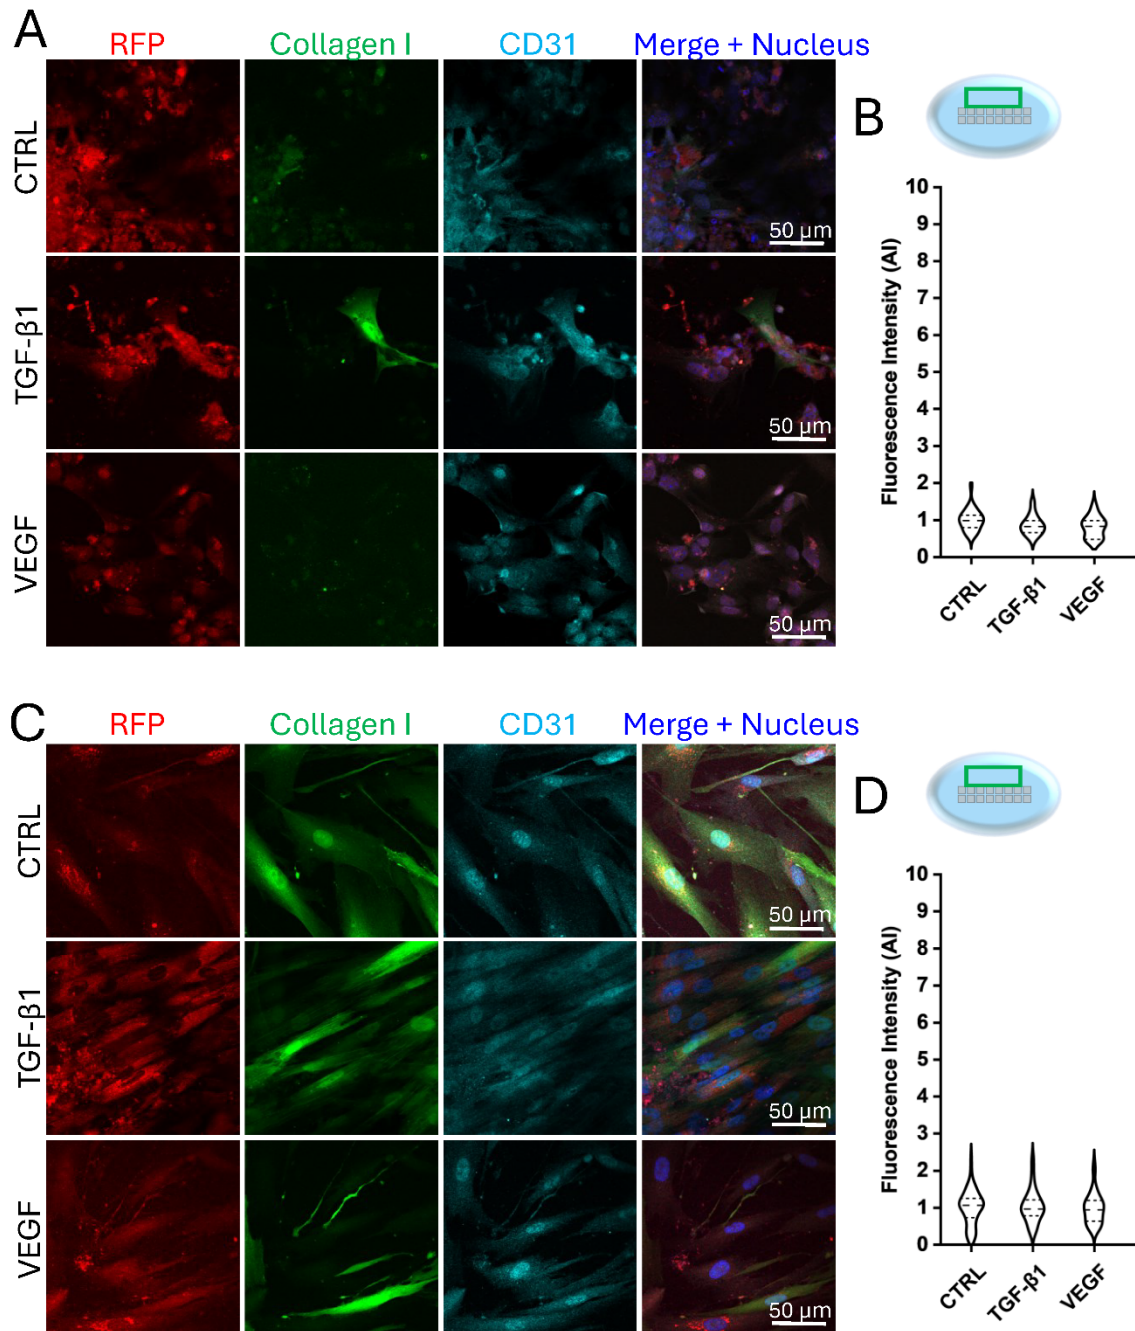 A
RFP Collagen I CD31 Merge + Nucleus
CTRL
50 µm
TGF-β1
50 µm
VEGF
50 µm
B
Fluorescence Intensity (AI)
10
9
8
7
6
5
4
3
2
1
0
CTRL TGF-β1 VEGF
C
RFP Collagen I CD31 Merge + Nucleus
CTRL
50 µm
TGF-β1
50 µm
VEGF
50 µm
D
Fluorescence Intensity (AI)
10
9
8
7
6
5
4
3
2
1
0
CTRL TGF-β1 VEGF